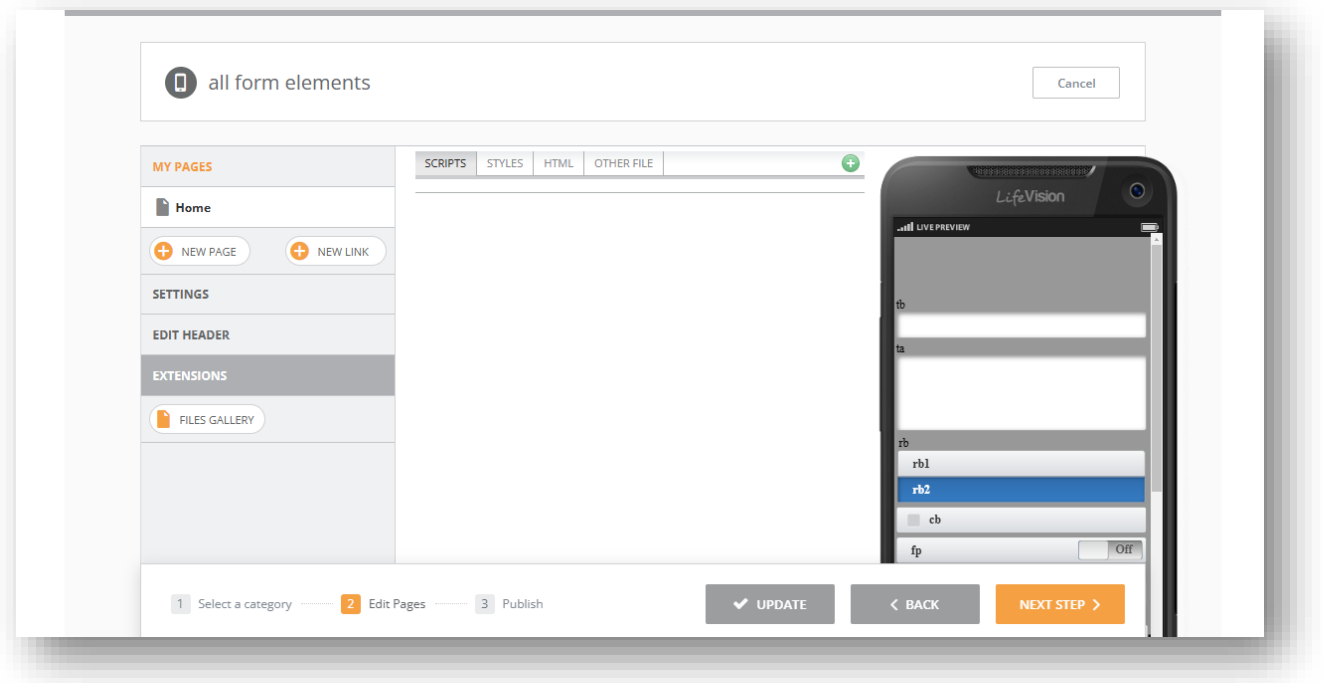 all form elements
Cancel
MY PAGES
Home
NEW PAGE
NEW LINK
SETTINGS
EDIT HEADER
EXTENSIONS
FILES GALLERY
SCRIPTS STYLES HTML OTHER FILE
LifeVision
LIVE PREVIEW
tb
ta
rb
rb1
rb2
cb
fp Off
1 Select a category 2 Edit Pages 3 Publish
UPDATE
BACK
NEXT STEP